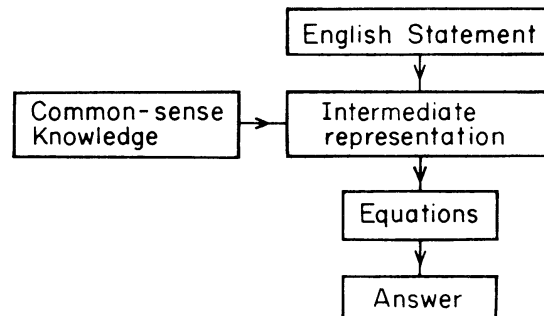 English Statement
Common-sense
Knowledge
Intermediate
representation
Equations
Answer